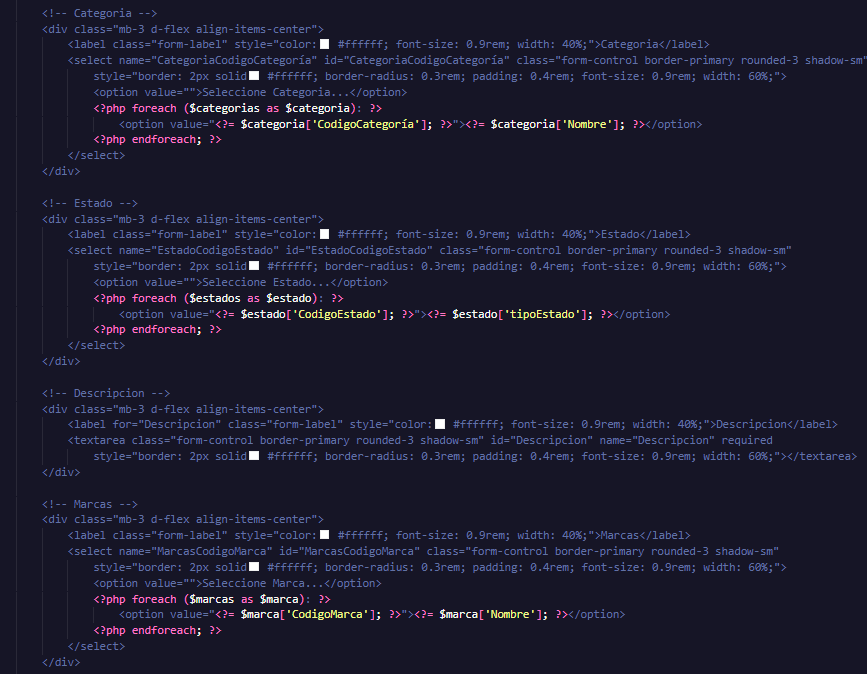 <!-- Categoria -->
<div class="mb-3 d-flex align-items-center">
<label class="form-label" style="color: #ffffff; font-size: 0.9rem; width: 40%;">Categoria</label>
<select name="CategoriaCodigoCategoría" id="CategoriaCodigoCategoría" class="form-control border-primary rounded-3 shadow-sm"
style="border: 2px solid #ffffff; border-radius: 0.3rem; padding: 0.4rem; font-size: 0.9rem; width: 60%;">
<option value="">Seleccione Categoria...</option>
<?php foreach ($categorias as $categoria): ?>
<option value="<?= $categoria['CodigoCategoría']; ?>"><?= $categoria['Nombre']; ?></option>
<?php endforeach; ?>
</select>
</div>
<!-- Estado -->
<div class="mb-3 d-flex align-items-center">
<label class="form-label" style="color: #ffffff; font-size: 0.9rem; width: 40%;">Estado</label>
<select name="EstadoCodigoEstado" id="EstadoCodigoEstado" class="form-control border-primary rounded-3 shadow-sm"
style="border: 2px solid #ffffff; border-radius: 0.3rem; padding: 0.4rem; font-size: 0.9rem; width: 60%;">
<option value="">Seleccione Estado...</option>
<?php foreach ($estados as $estado): ?>
<option value="<?= $estado['CodigoEstado']; ?>"><?= $estado['tipoEstado']; ?></option>
<?php endforeach; ?>
</select>
</div>
<!-- Descripcion -->
<div class="mb-3 d-flex align-items-center">
<label for="Descripcion" class="form-label" style="color: #ffffff; font-size: 0.9rem; width: 40%;">Descripcion</label>
<textarea class="form-control border-primary rounded-3 shadow-sm" id="Descripcion" name="Descripcion" required
style="border: 2px solid #ffffff; border-radius: 0.3rem; padding: 0.4rem; font-size: 0.9rem; width: 60%;"></textarea>
</div>
<!-- Marcas -->
<div class="mb-3 d-flex align-items-center">
<label class="form-label" style="color: #ffffff; font-size: 0.9rem; width: 40%;">Marcas</label>
<select name="MarcasCodigoMarca" id="MarcasCodigoMarca" class="form-control border-primary rounded-3 shadow-sm"
style="border: 2px solid #ffffff; border-radius: 0.3rem; padding: 0.4rem; font-size: 0.9rem; width: 60%;">
<option value="">Seleccione Marca...</option>
<?php foreach ($marcas as $marca): ?>
<option value="<?= $marca['CodigoMarca']; ?>"><?= $marca['Nombre']; ?></option>
<?php endforeach; ?>
</select>
</div>